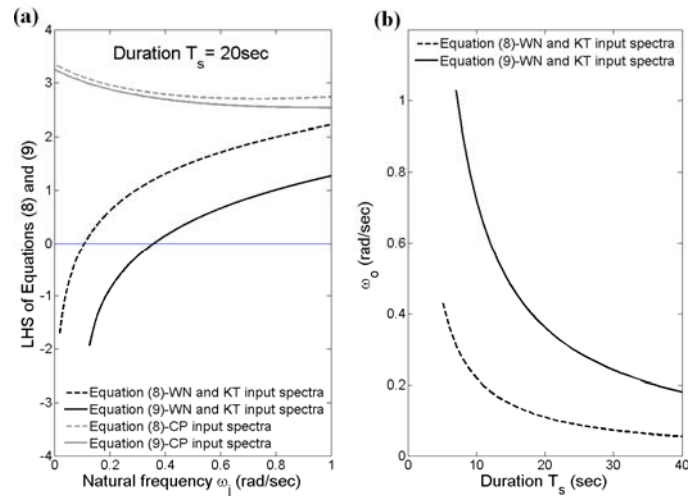 (a)
Duration Ts = 20sec
LHS of Equations (8) and (9)
4
3
2
1
0
-1
-2
-3
-4
Equation (8)-WN and KT input spectra
Equation (9)-WN and KT input spectra
Equation (8)-CP input spectra
Equation (9)-CP input spectra
0 0.2 0.4 0.6 0.8 1
Natural frequency ωj (rad/sec)
(b)
Equation (8)-WN and KT input spectra
Equation (9)-WN and KT input spectra
ωo (rad/sec)
1
0.8
0.6
0.4
0.2
0
0 10 20 30 40
Duration Ts (sec)